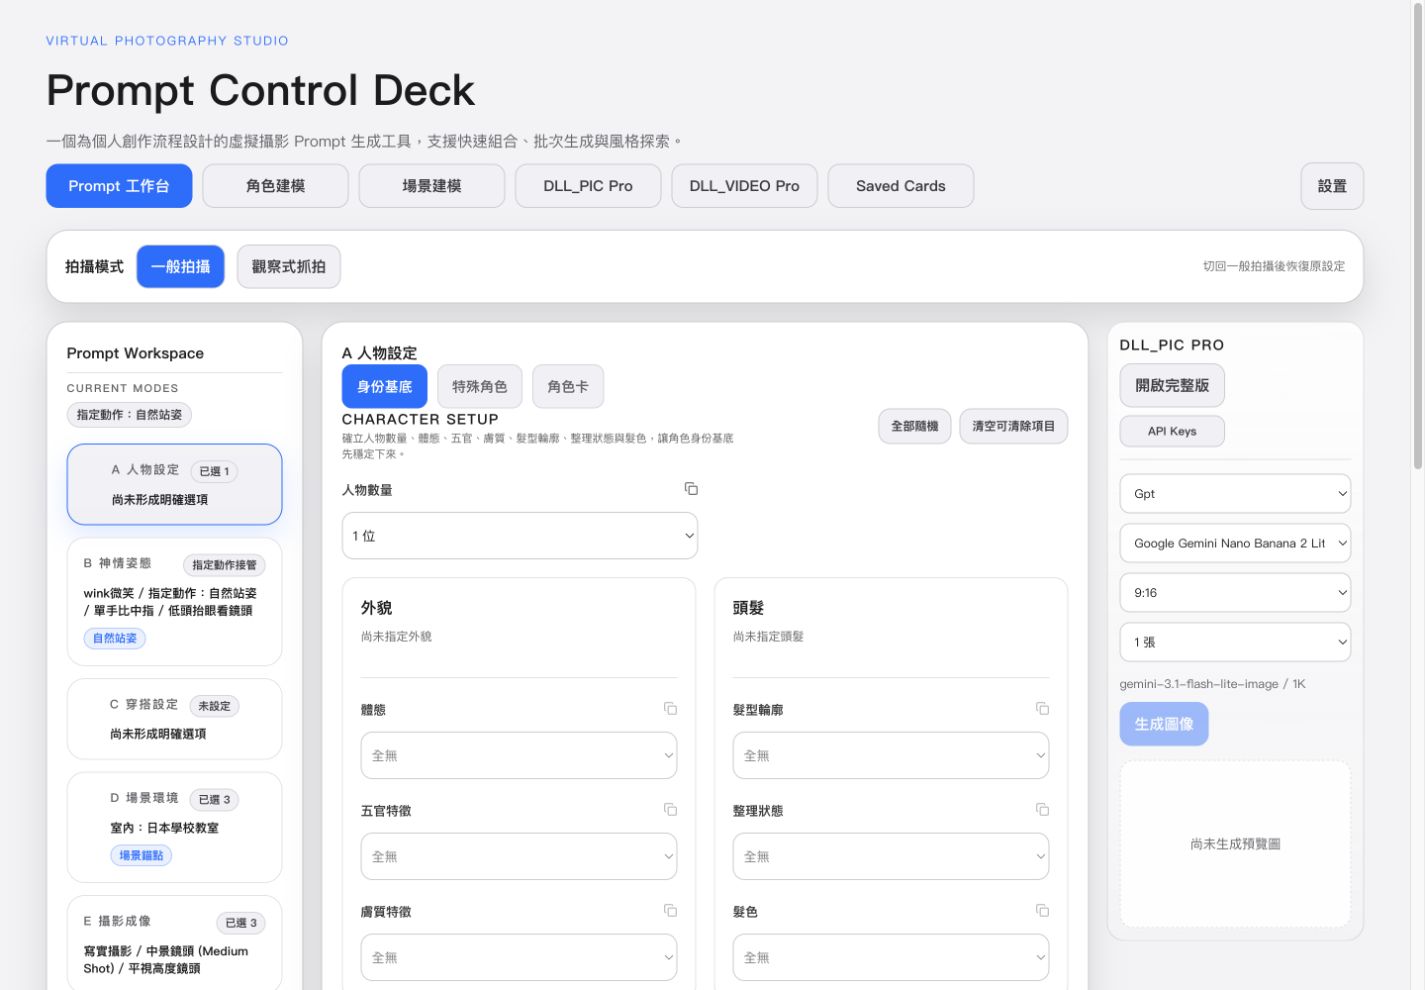 VIRTUAL PHOTOGRAPHY STUDIO
Prompt Control Deck
一個為個人創作流程設計的虛擬攝影 Prompt 生成工具，支援快速組合、批次生成與風格探索。
Prompt 工作台
角色建模
場景建模
DLL_PIC Pro
DLL_VIDEO Pro
Saved Cards
設置
拍攝模式
一般拍攝
觀察式抓拍
切回一般拍攝後恢復原設定
Prompt Workspace
CURRENT MODES
指定動作：自然站姿
A 人物設定
已選 1
尚未形成明確選項
B 神情姿態
指定動作接管
wink微笑 / 指定動作：自然站姿
/ 單手比中指 / 低頭抬眼看鏡頭
自然站姿
C 穿搭設定
未設定
尚未形成明確選項
D 場景環境
已選 3
室內：日本學校教室
場景錨點
E 攝影成像
已選 3
寫實攝影 / 中景鏡頭 (Medium
Shot) / 平視高度鏡頭
A 人物設定
身份基底
特殊角色
角色卡
CHARACTER SETUP
確立人物數量、體態、五官、膚質、髮型輪廓、整理狀態與髮色，讓角色身份基底
先穩定下來。
全部隨機
清空可清除項目
人物數量
1 位
外貌
尚未指定外貌
體態
全無
五官特徵
全無
膚質特徵
全無
頭髮
尚未指定頭髮
髮型輪廓
全無
整理狀態
全無
髮色
全無
DLL_PIC PRO
開啟完整版
API Keys
Gpt
Google Gemini Nano Banana 2 Lit
9:16
1 張
gemini-3.1-flash-lite-image / 1K
生成圖像
尚未生成預覽圖